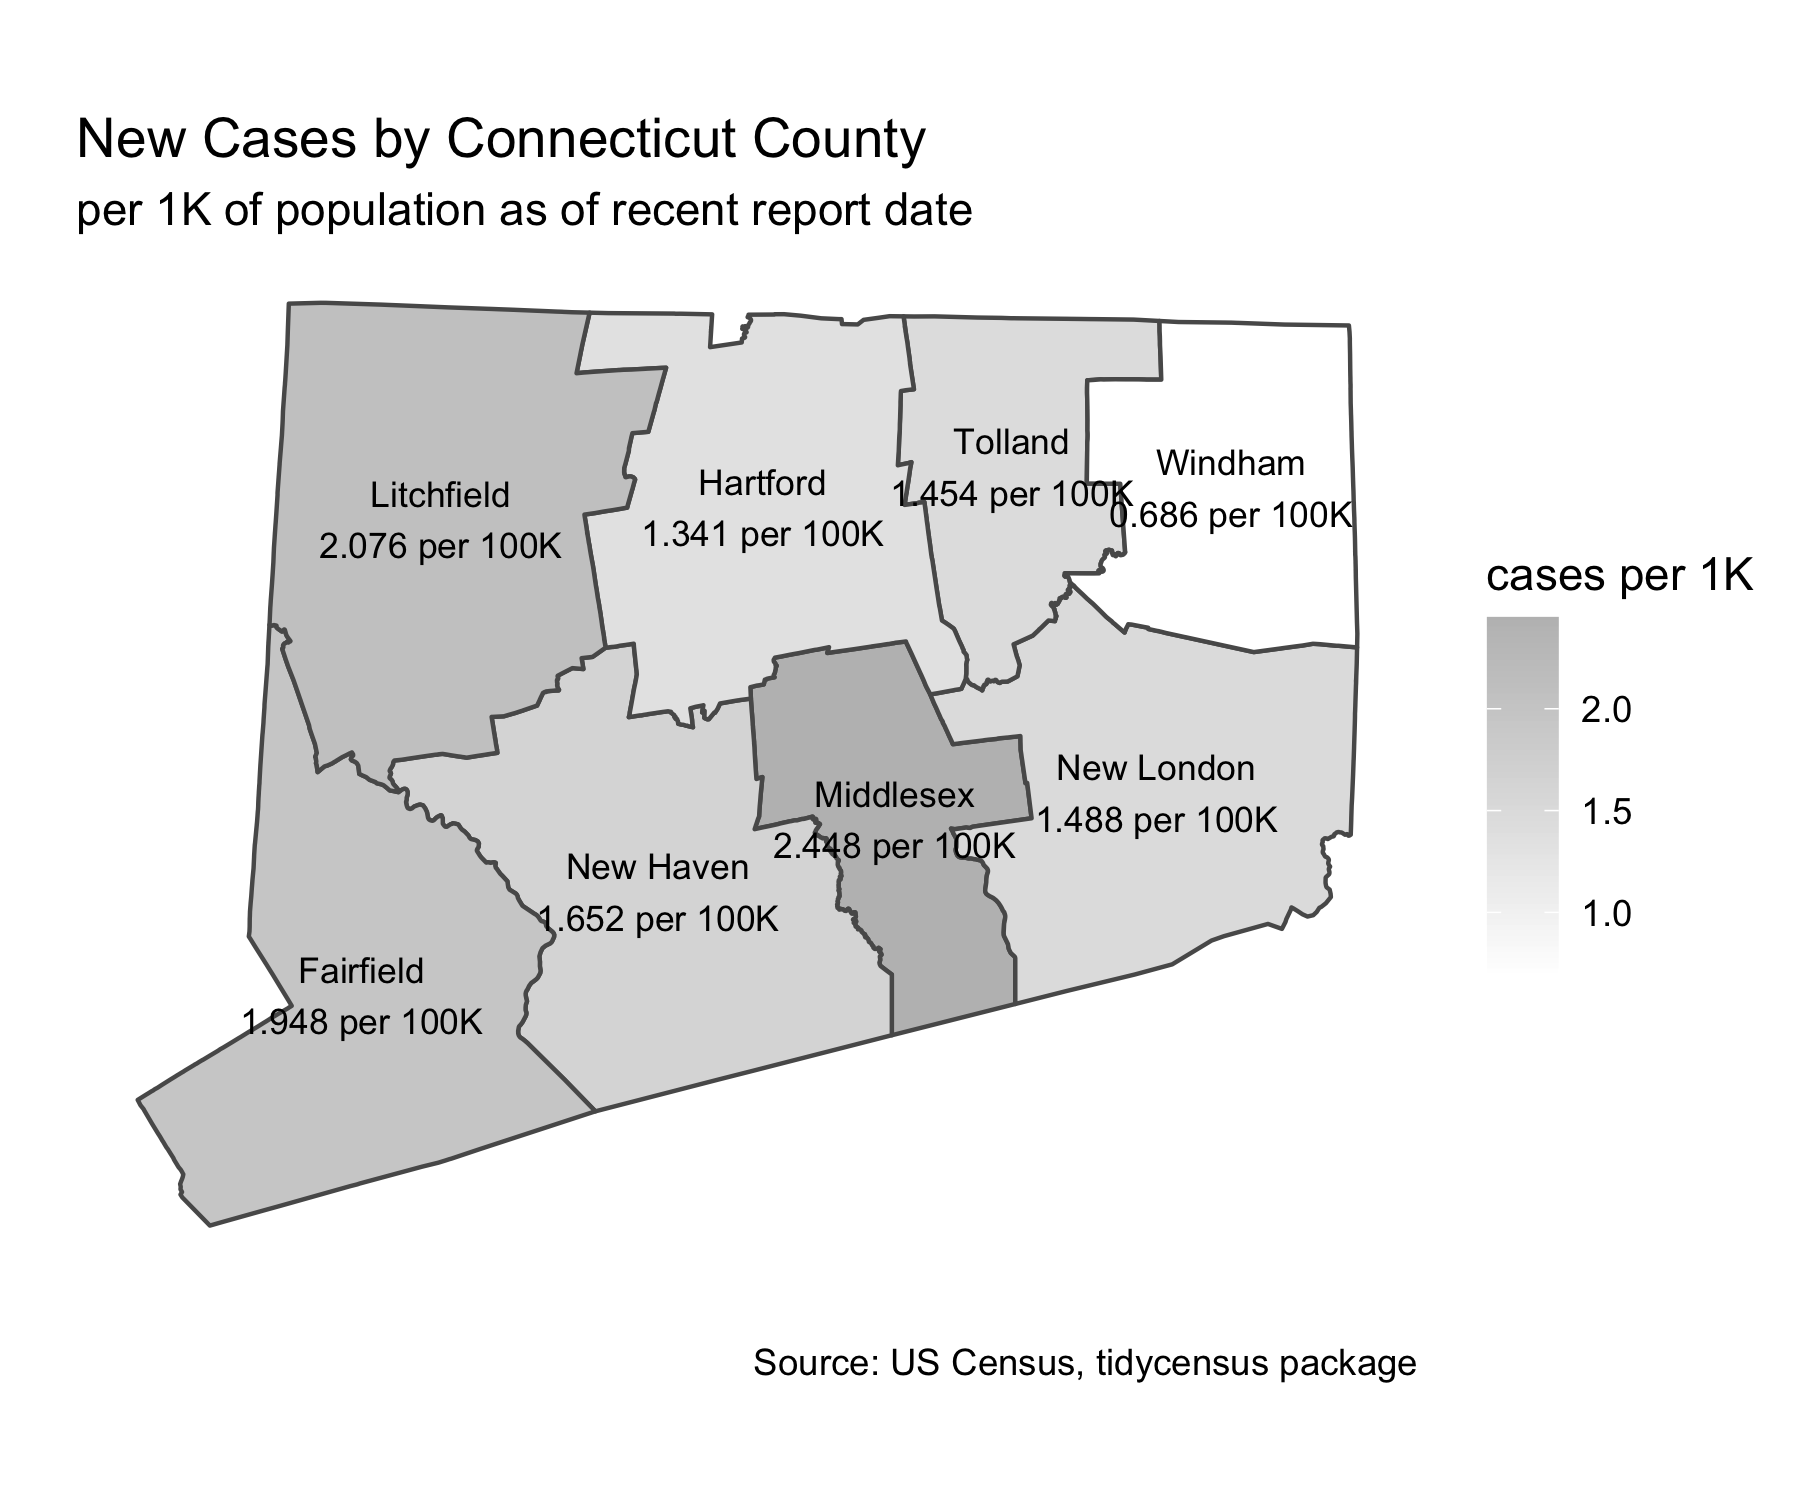 New Cases by Connecticut County
per 1K of population as of recent report date
Litchfield
2.076 per 100K
Hartford
1.341 per 100K
Tolland
1.454 per 100K
Windham
0.686 per 100K
New London
1.488 per 100K
Middlesex
2.448 per 100K
New Haven
1.652 per 100K
Fairfield
1.948 per 100K
cases per 1K
2.0
1.5
1.0
Source: US Census, tidycensus package